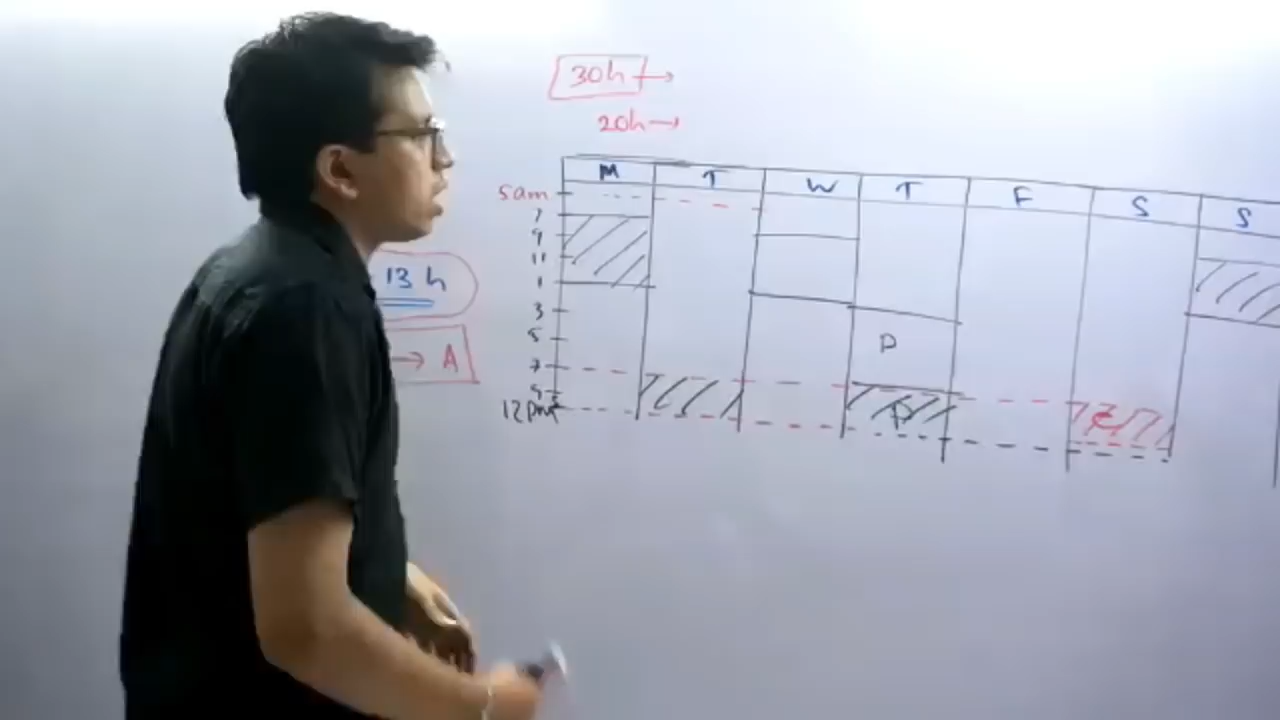 30h→
20h→
M T W T F S S
5am
7
9
11
1
3
5
7
9
12pm
13 h
→ A
P
P